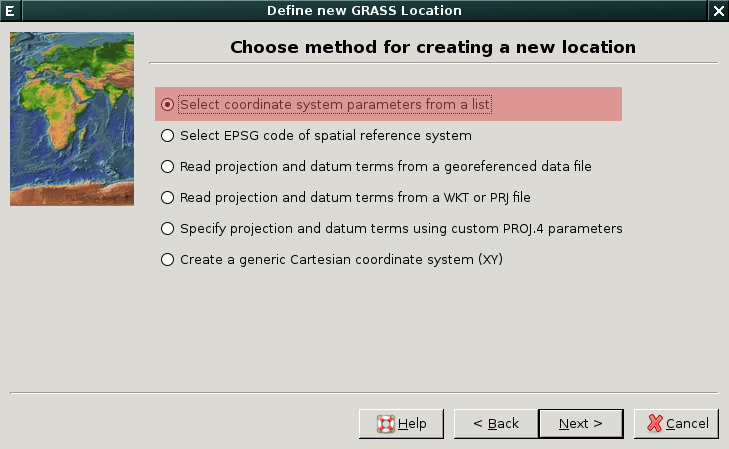 E
Define new GRASS Location
Choose method for creating a new location
Select coordinate system parameters from a list
Select EPSG code of spatial reference system
Read projection and datum terms from a georeferenced data file
Read projection and datum terms from a WKT or PRJ file
Specify projection and datum terms using custom PROJ.4 parameters
Create a generic Cartesian coordinate system (XY)
Help < Back Next > Cancel